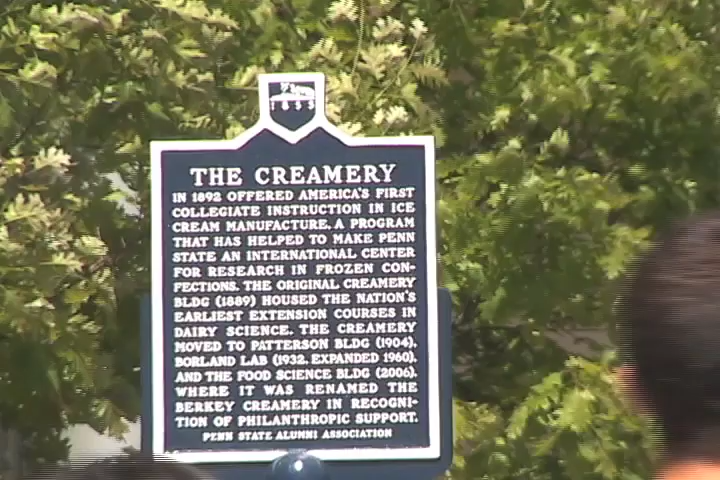 1855
THE CREAMERY
IN 1892 OFFERED AMERICA'S FIRST
COLLEGIATE INSTRUCTION IN ICE
CREAM MANUFACTURE, A PROGRAM
THAT HAS HELPED TO MAKE PENN
STATE AN INTERNATIONAL CENTER
FOR RESEARCH IN FROZEN CON-
FECTIONS. THE ORIGINAL CREAMERY
BLDG (1889) HOUSED THE NATION'S
EARLIEST EXTENSION COURSES IN
DAIRY SCIENCE. THE CREAMERY
MOVED TO PATTERSON BLDG (1904),
BORLAND LAB (1932, EXPANDED 1960),
AND THE FOOD SCIENCE BLDG (2006),
WHERE IT WAS RENAMED THE
BERKEY CREAMERY IN RECOGNI-
TION OF PHILANTHROPIC SUPPORT.
PENN STATE ALUMNI ASSOCIATION